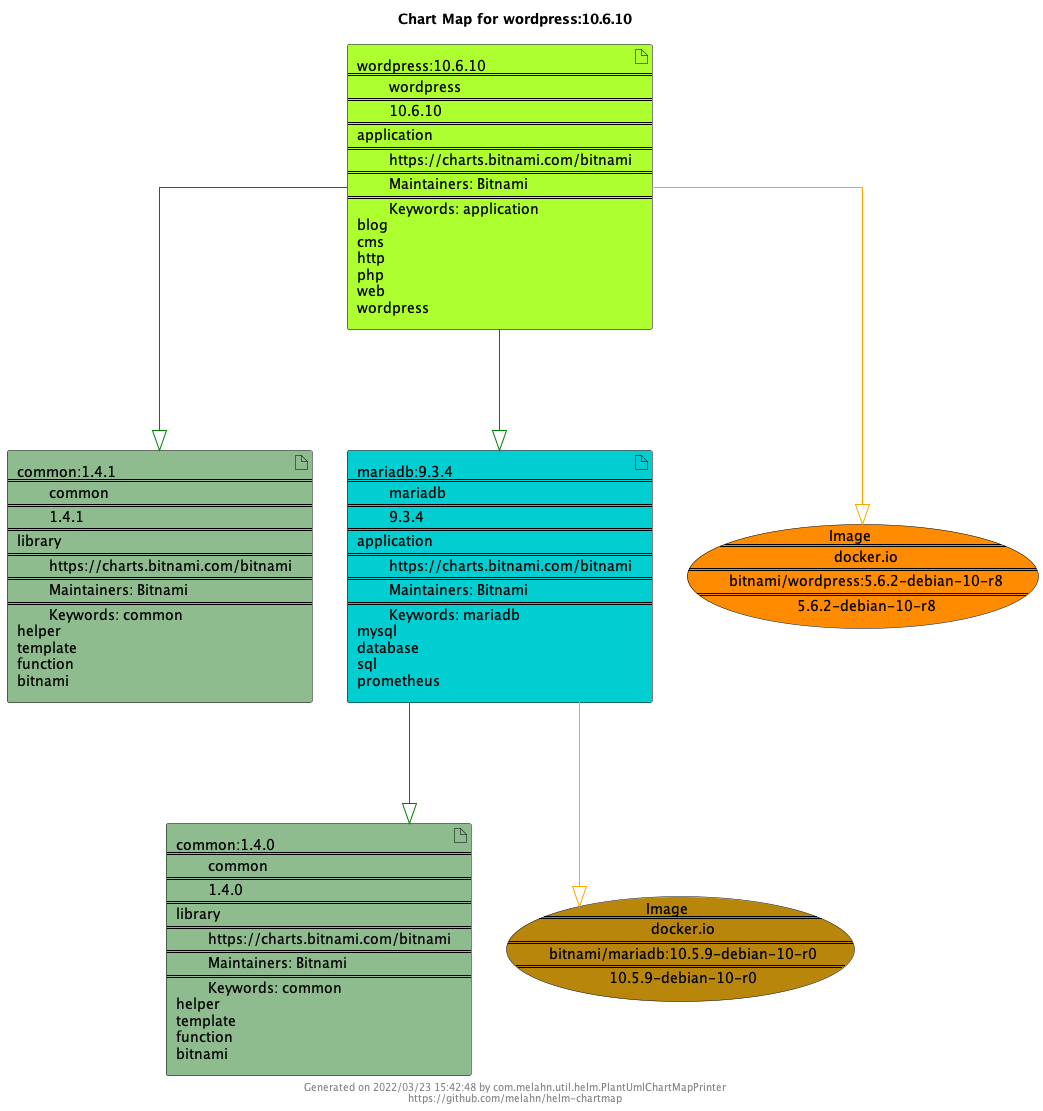 Chart Map for wordpress:10.6.10
wordpress:10.6.10
wordpress
10.6.10
application
https://charts.bitnami.com/bitnami
Maintainers: Bitnami
Keywords: application
blog
cms
http
php
web
wordpress
common:1.4.1
common
1.4.1
library
https://charts.bitnami.com/bitnami
Maintainers: Bitnami
Keywords: common
helper
template
function
bitnami
mariadb:9.3.4
mariadb
9.3.4
application
https://charts.bitnami.com/bitnami
Maintainers: Bitnami
Keywords: mariadb
mysql
database
sql
prometheus
Image
docker.io
bitnami/wordpress:5.6.2-debian-10-r8
5.6.2-debian-10-r8
common:1.4.0
common
1.4.0
library
https://charts.bitnami.com/bitnami
Maintainers: Bitnami
Keywords: common
helper
template
function
bitnami
Image
docker.io
bitnami/mariadb:10.5.9-debian-10-r0
10.5.9-debian-10-r0
Generated on 2022/03/23 15:42:48 by com.melahn.util.helm.PlantUmlChartMapPrinter
https://github.com/melahn/helm-chartmap